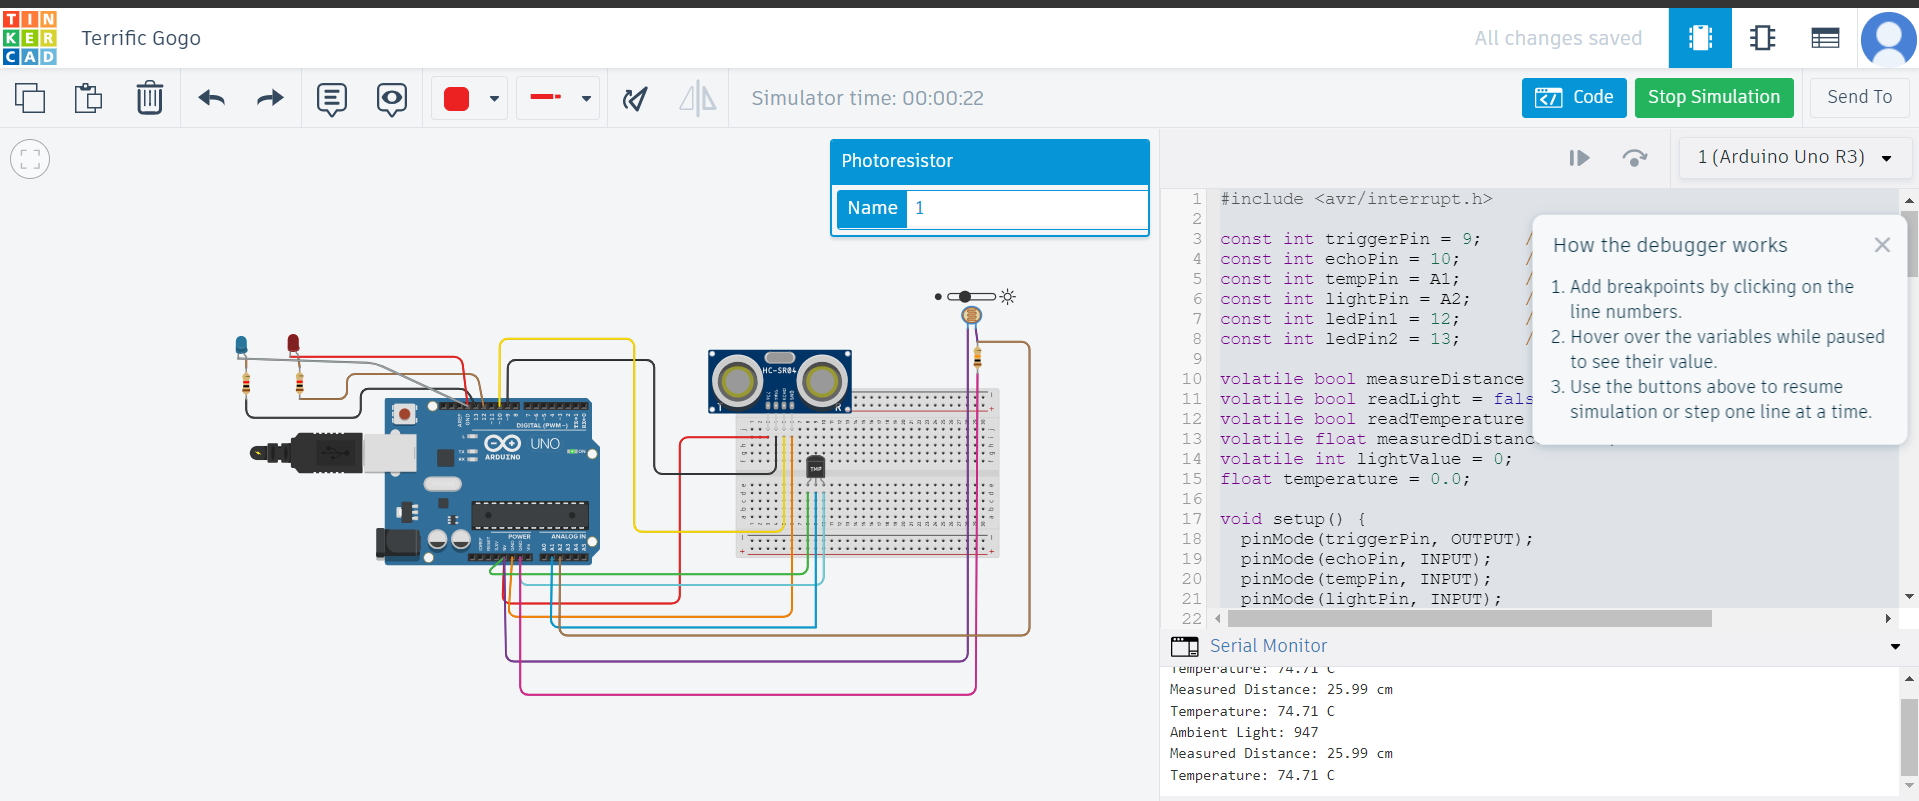 TIN
KER
CAD
Terrific Gogo
All changes saved
Simulator time: 00:00:22
Code
Stop Simulation
Send To
Photoresistor
Name 1
1 (Arduino Uno R3)
HC-SR04
T R
TMP
DIGITAL (PWM~)
UNO
ARDUINO
ON
POWER
ANALOG IN
1 #include <avr/interrupt.h>
2
3 const int triggerPin = 9; /
4 const int echoPin = 10; /
5 const int tempPin = A1; /
6 const int lightPin = A2; /
7 const int ledPin1 = 12; /
8 const int ledPin2 = 13; /
9
10 volatile bool measureDistance
11 volatile bool readLight = fals
12 volatile bool readTemperature
13 volatile float measuredDistanc
14 volatile int lightValue = 0;
15 float temperature = 0.0;
16
17 void setup() {
18 pinMode(triggerPin, OUTPUT);
19 pinMode(echoPin, INPUT);
20 pinMode(tempPin, INPUT);
21 pinMode(lightPin, INPUT);
22
How the debugger works
1. Add breakpoints by clicking on the
line numbers.
2. Hover over the variables while paused
to see their value.
3. Use the buttons above to resume
simulation or step one line at a time.
Serial Monitor
Temperature: 74.71 C
Measured Distance: 25.99 cm
Temperature: 74.71 C
Ambient Light: 947
Measured Distance: 25.99 cm
Temperature: 74.71 C